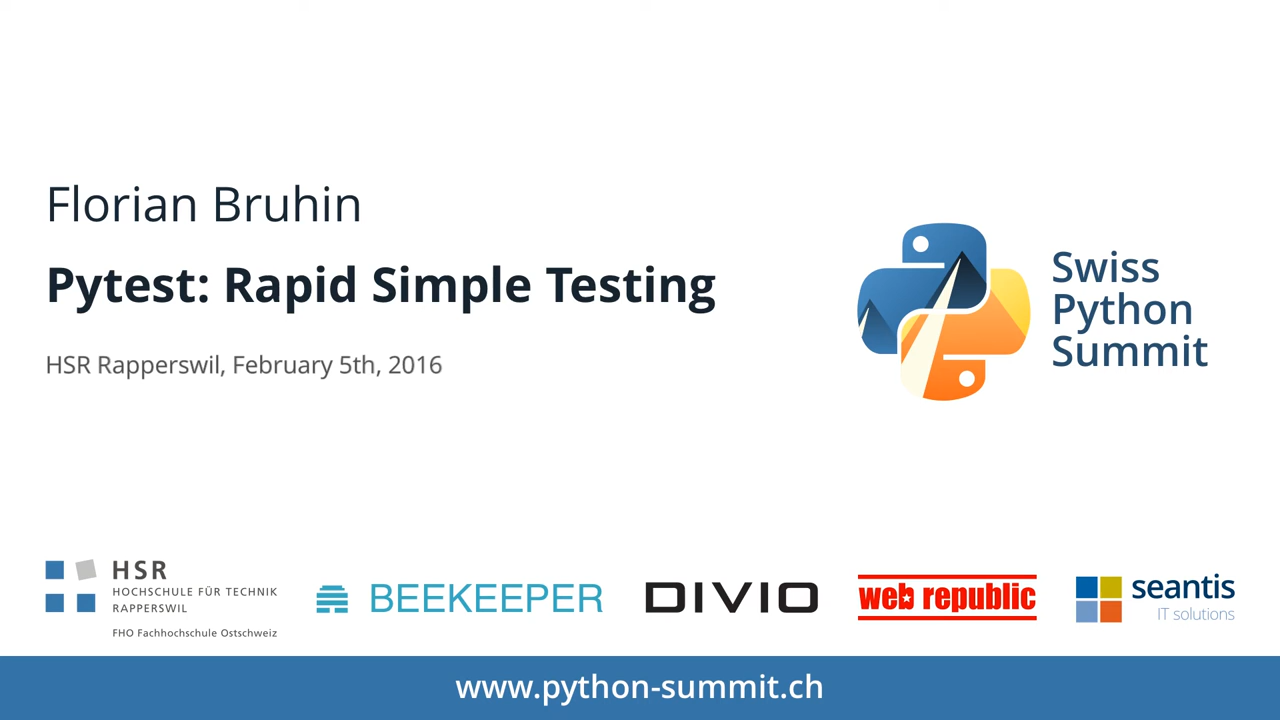 Florian Bruhin
Pytest: Rapid Simple Testing
HSR Rapperswil, February 5th, 2016
Swiss
Python
Summit
HSR
HOCHSCHULE FÜR TECHNIK
RAPPERSWIL
FHO Fachhochschule Ostschweiz
BEEKEEPER
DIVIO
web republic
seantis
IT solutions
www.python-summit.ch